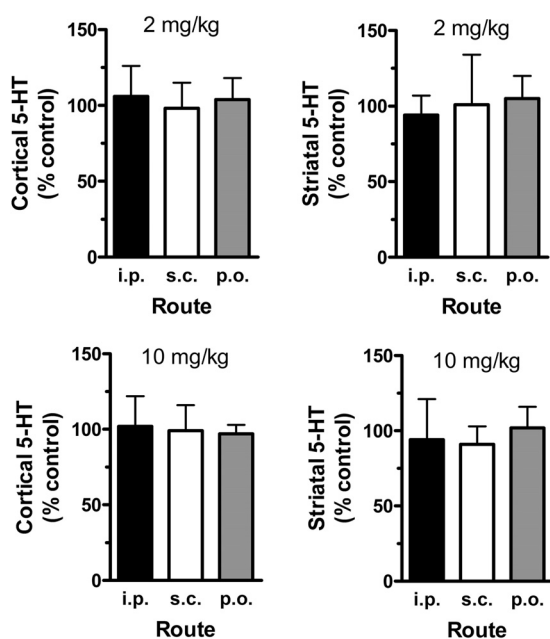 2 mg/kg
Cortical 5-HT
(% control)
150
100
50
0
i.p. s.c. p.o.
Route
2 mg/kg
Striatal 5-HT
(% control)
150
100
50
0
i.p. s.c. p.o.
Route
10 mg/kg
Cortical 5-HT
(% control)
150
100
50
0
i.p. s.c. p.o.
Route
10 mg/kg
Striatal 5-HT
(% control)
150
100
50
0
i.p. s.c. p.o.
Route